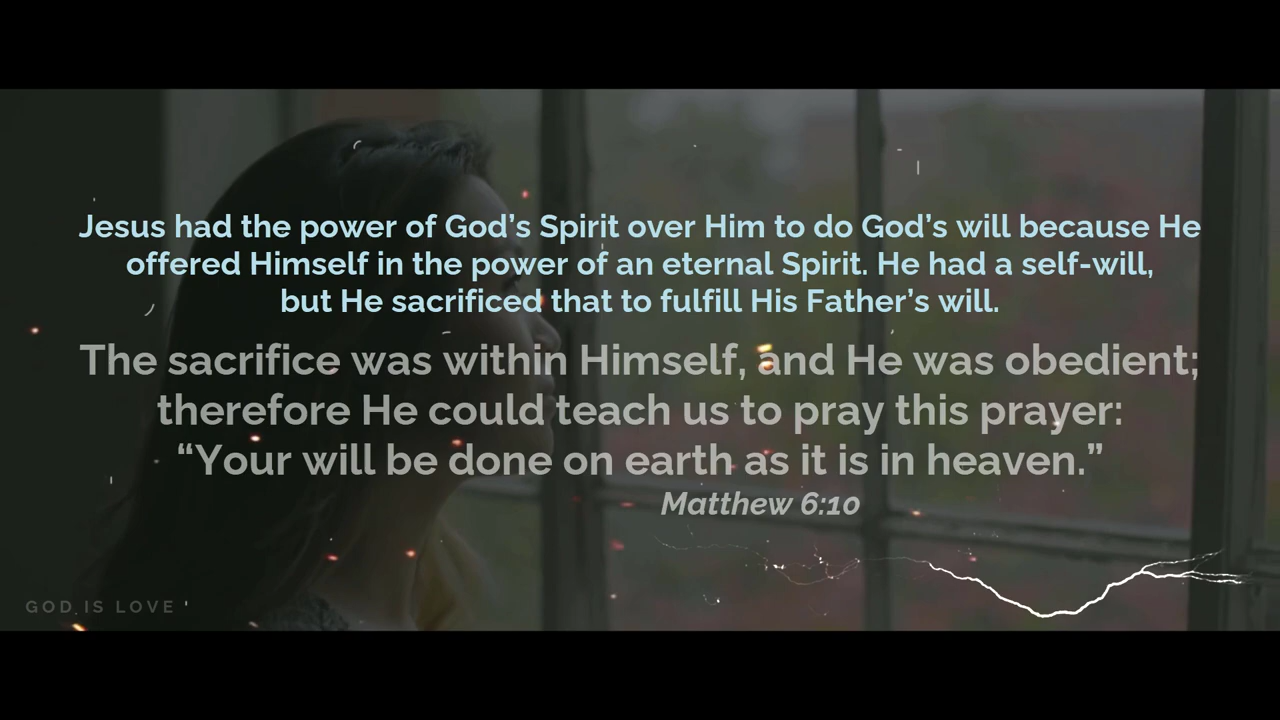 Jesus had the power of God’s Spirit over Him to do God’s will because He
offered Himself in the power of an eternal Spirit. He had a self-will,
but He sacrificed that to fulfill His Father’s will.
The sacrifice was within Himself, and He was obedient;
therefore He could teach us to pray this prayer:
“Your will be done on earth as it is in heaven.”
Matthew 6:10
GOD IS LOVE